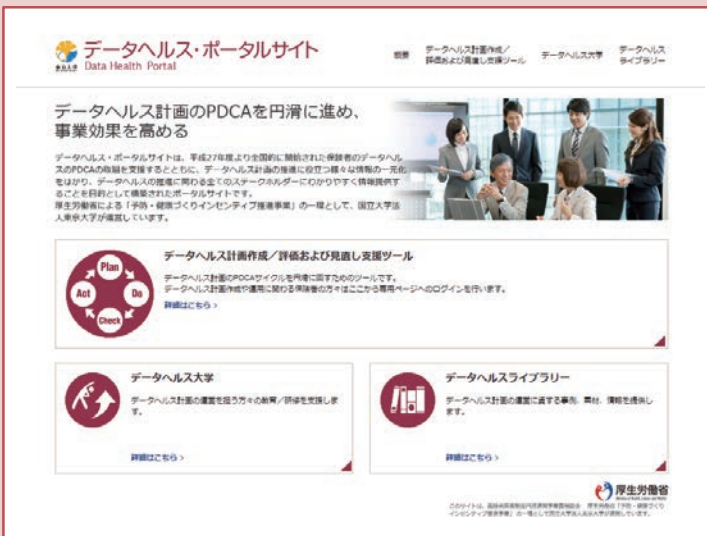 データヘルス・ポータルサイト
Data Health Portal
概要
データヘルス計画作成／
評価および見直し支援ツール
データヘルス大学
データヘルス
ライブラリー
データヘルス計画のPDCAを円滑に進め、
事業効果を高める
データヘルス・ポータルサイトは、平成27年度より全国的に開始された保険者のデータヘル
スのPDCAの取組を支援するとともに、データヘルス計画の推進に役立つ様々な情報の一元化
をはかり、データヘルスの推進に関わる全てのステークホルダーにわかりやすく情報提供す
ることを目的として構築されたポータルサイトです。
厚生労働省による「予防・健康づくりインセンティブ推進事業」の一環として、国立大学法
人東京大学が運営しています。
Plan
Do
Check
Act
データヘルス計画作成／評価および見直し支援ツール
データヘルス計画のPDCAサイクルを円滑に回すためのツールです。
データヘルス計画作成や運用に関わる保険者の方々はここから専用ページへのログインを行います。
詳細はこちら >
データヘルス大学
データヘルス計画の運営を担う方々の教育／研修を支援しま
す。
詳細はこちら >
データヘルスライブラリー
データヘルス計画の運営に資する事例、素材、情報を提供し
ます。
詳細はこちら >
厚生労働省